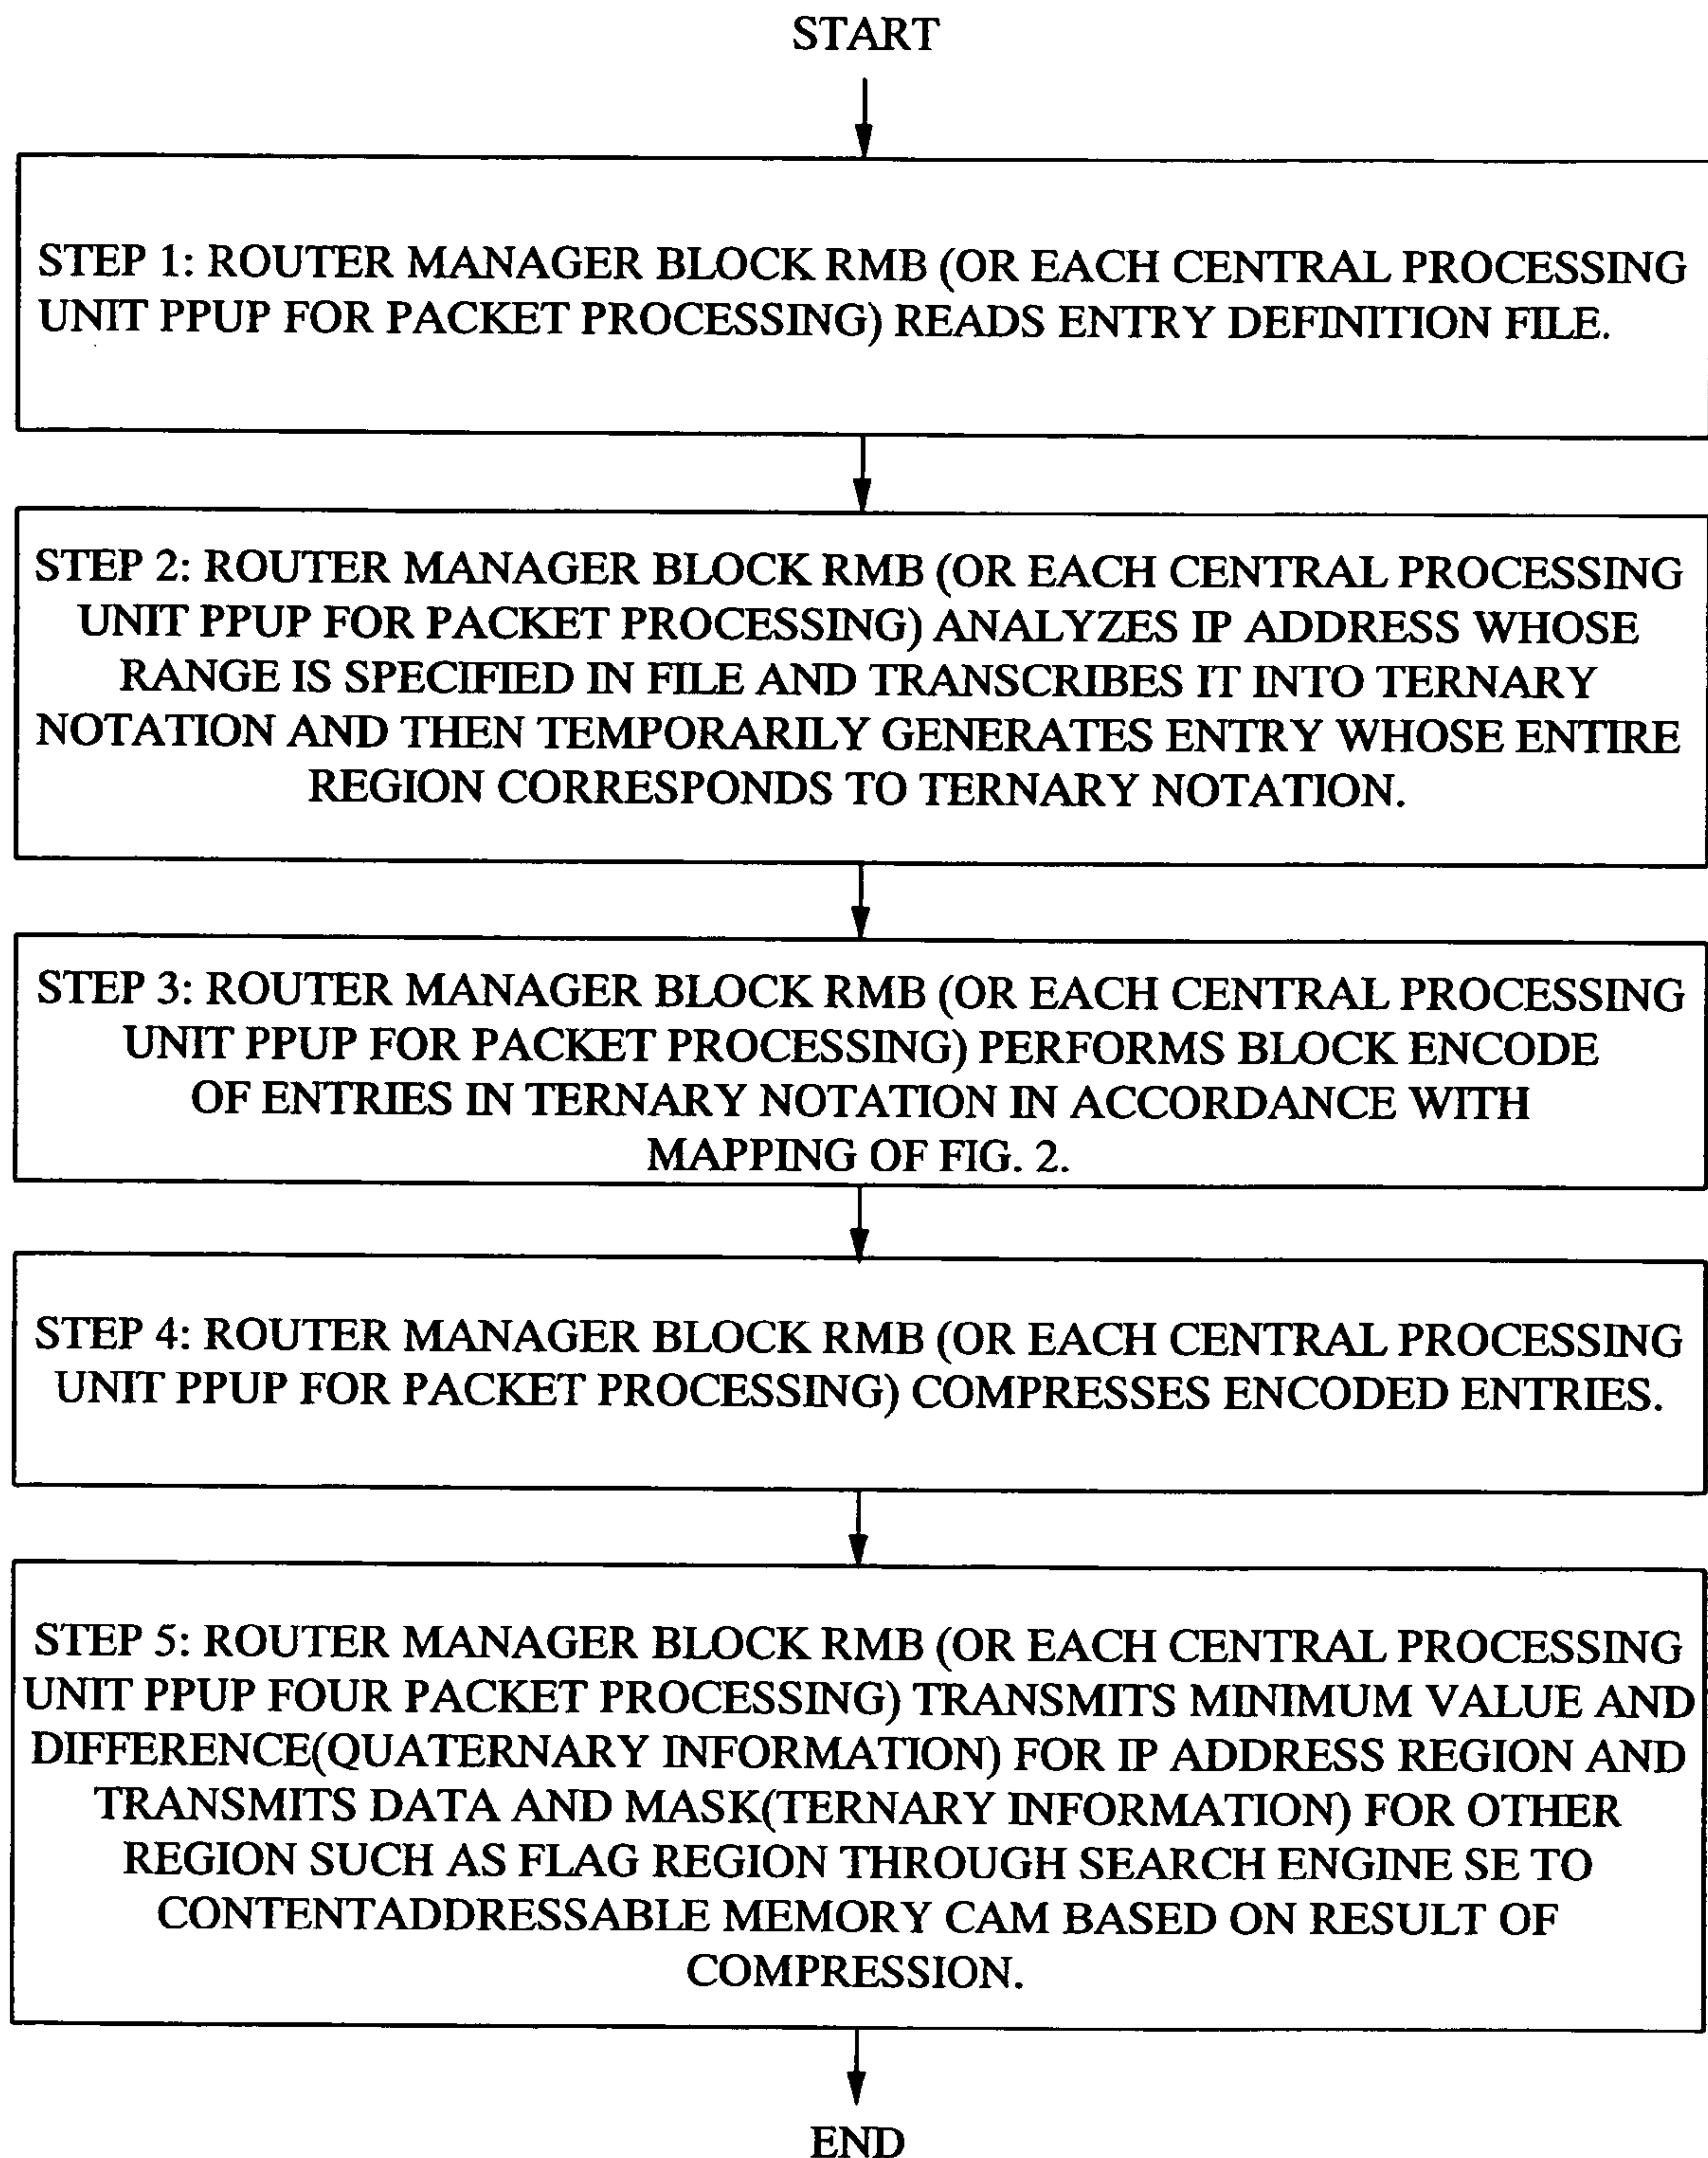 START
STEP 1: ROUTER MANAGER BLOCK RMB (OR EACH CENTRAL PROCESSING
UNIT PPUP FOR PACKET PROCESSING) READS ENTRY DEFINITION FILE.
STEP 2: ROUTER MANAGER BLOCK RMB (OR EACH CENTRAL PROCESSING
UNIT PPUP FOR PACKET PROCESSING) ANALYZES IP ADDRESS WHOSE
RANGE IS SPECIFIED IN FILE AND TRANSCRIBES IT INTO TERNARY
NOTATION AND THEN TEMPORARILY GENERATES ENTRY WHOSE ENTIRE
REGION CORRESPONDS TO TERNARY NOTATION.
STEP 3: ROUTER MANAGER BLOCK RMB (OR EACH CENTRAL PROCESSING
UNIT PPUP FOR PACKET PROCESSING) PERFORMS BLOCK ENCODE
OF ENTRIES IN TERNARY NOTATION IN ACCORDANCE WITH
MAPPING OF FIG. 2.
STEP 4: ROUTER MANAGER BLOCK RMB (OR EACH CENTRAL PROCESSING
UNIT PPUP FOR PACKET PROCESSING) COMPRESSES ENCODED ENTRIES.
STEP 5: ROUTER MANAGER BLOCK RMB (OR EACH CENTRAL PROCESSING
UNIT PPUP FOUR PACKET PROCESSING) TRANSMITS MINIMUM VALUE AND
DIFFERENCE(QUATERNARY INFORMATION) FOR IP ADDRESS REGION AND
TRANSMITS DATA AND MASK(TERNARY INFORMATION) FOR OTHER
REGION SUCH AS FLAG REGION THROUGH SEARCH ENGINE SE TO
CONTENTADDRESSABLE MEMORY CAM BASED ON RESULT OF
COMPRESSION.
END